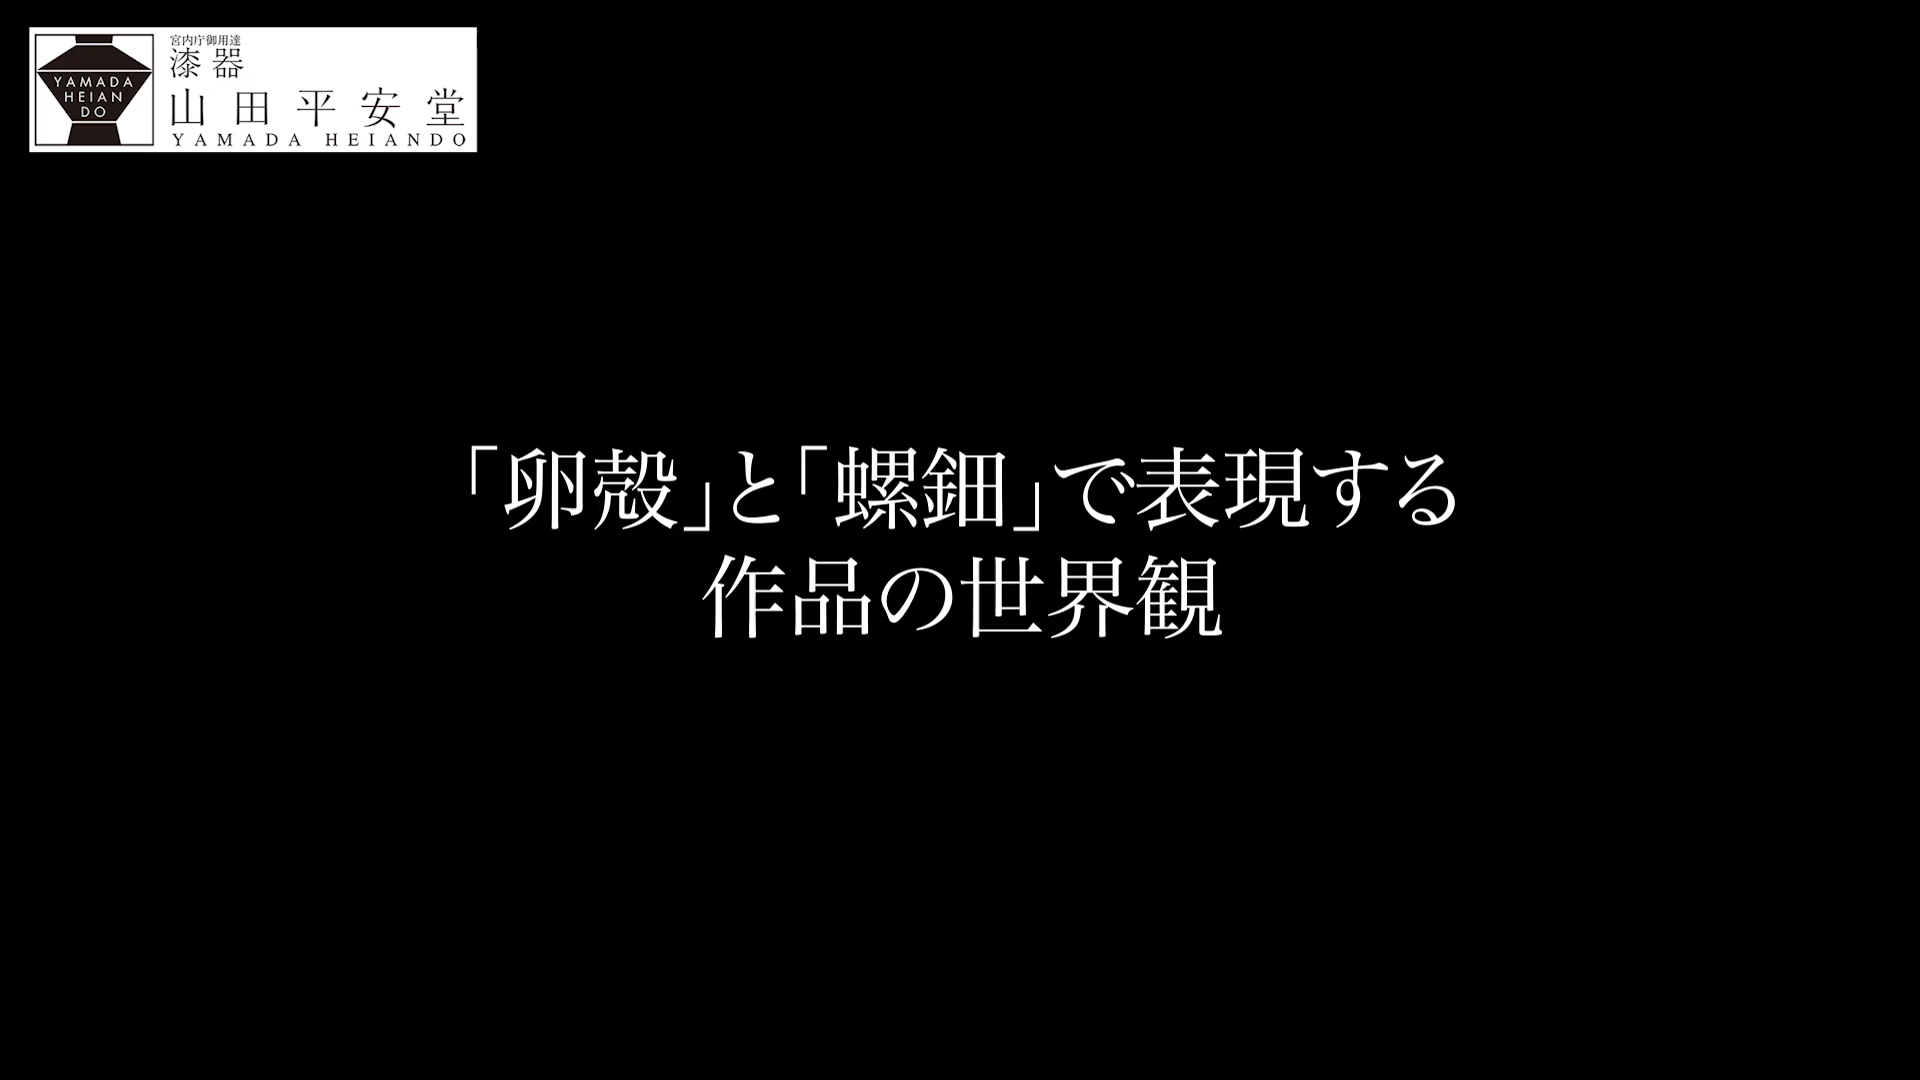 宮内庁御用達
漆器
山田平安堂
YAMADA HEIANDO
YAMADA
HEIAN
DO
「卵殻」と「螺鈿」で表現する
作品の世界観